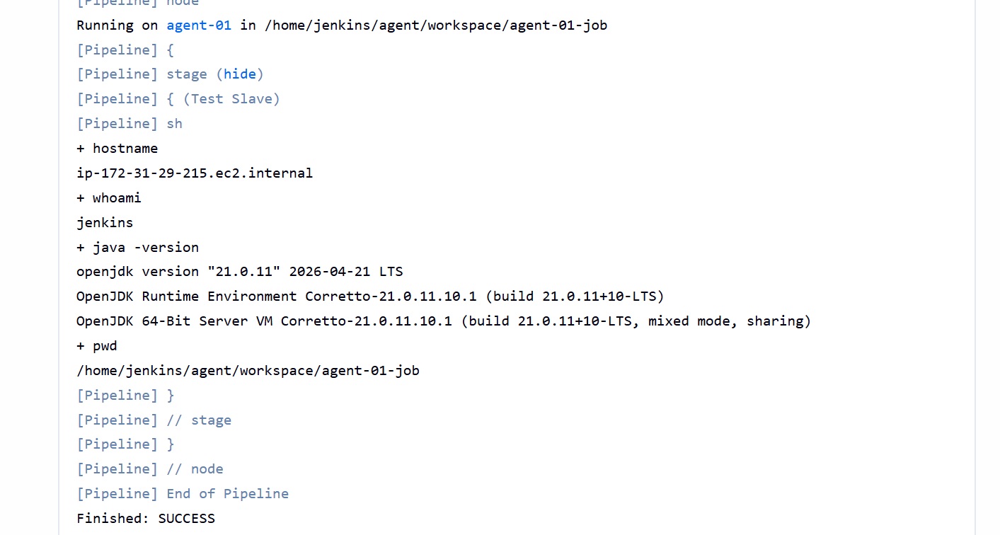 [Pipeline] node
Running on agent-01 in /home/jenkins/agent/workspace/agent-01-job
[Pipeline] {
[Pipeline] stage (hide)
[Pipeline] { (Test Slave)
[Pipeline] sh
+ hostname
ip-172-31-29-215.ec2.internal
+ whoami
jenkins
+ java -version
openjdk version "21.0.11" 2026-04-21 LTS
OpenJDK Runtime Environment Corretto-21.0.11.10.1 (build 21.0.11+10-LTS)
OpenJDK 64-Bit Server VM Corretto-21.0.11.10.1 (build 21.0.11+10-LTS, mixed mode, sharing)
+ pwd
/home/jenkins/agent/workspace/agent-01-job
[Pipeline] }
[Pipeline] // stage
[Pipeline] }
[Pipeline] // node
[Pipeline] End of Pipeline
Finished: SUCCESS